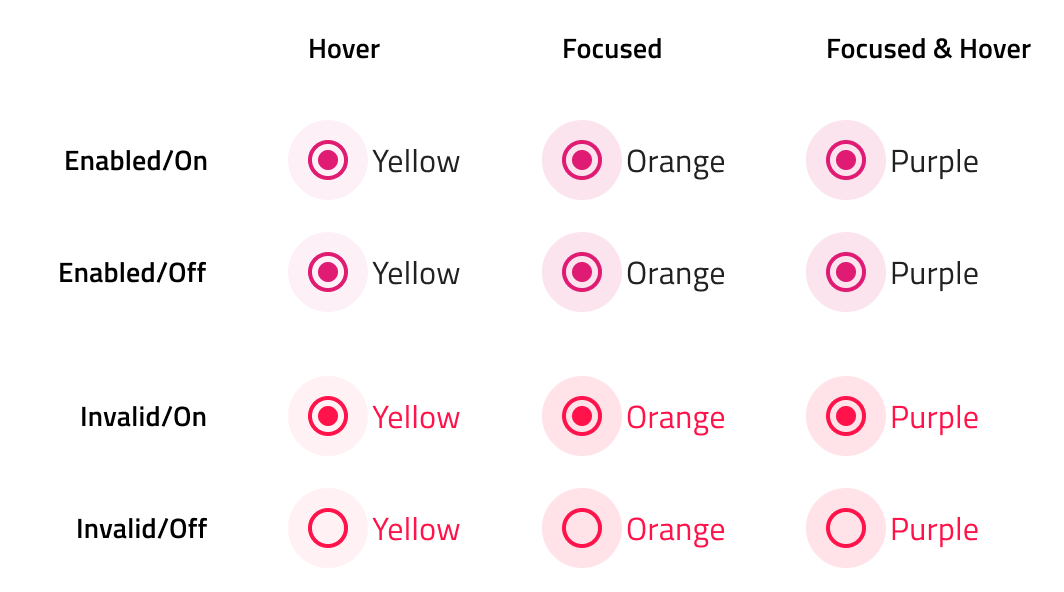 Hover Focused Focused & Hover
Enabled/On Yellow Orange Purple
Enabled/Off Yellow Orange Purple
Invalid/On Yellow Orange Purple
Invalid/Off Yellow Orange Purple